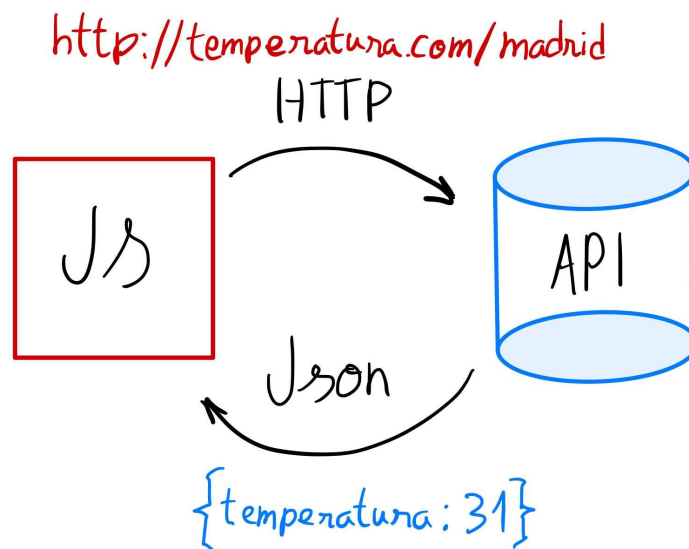 http://temperatura.com/madrid
HTTP
Js
API
Json
{temperatura: 31}